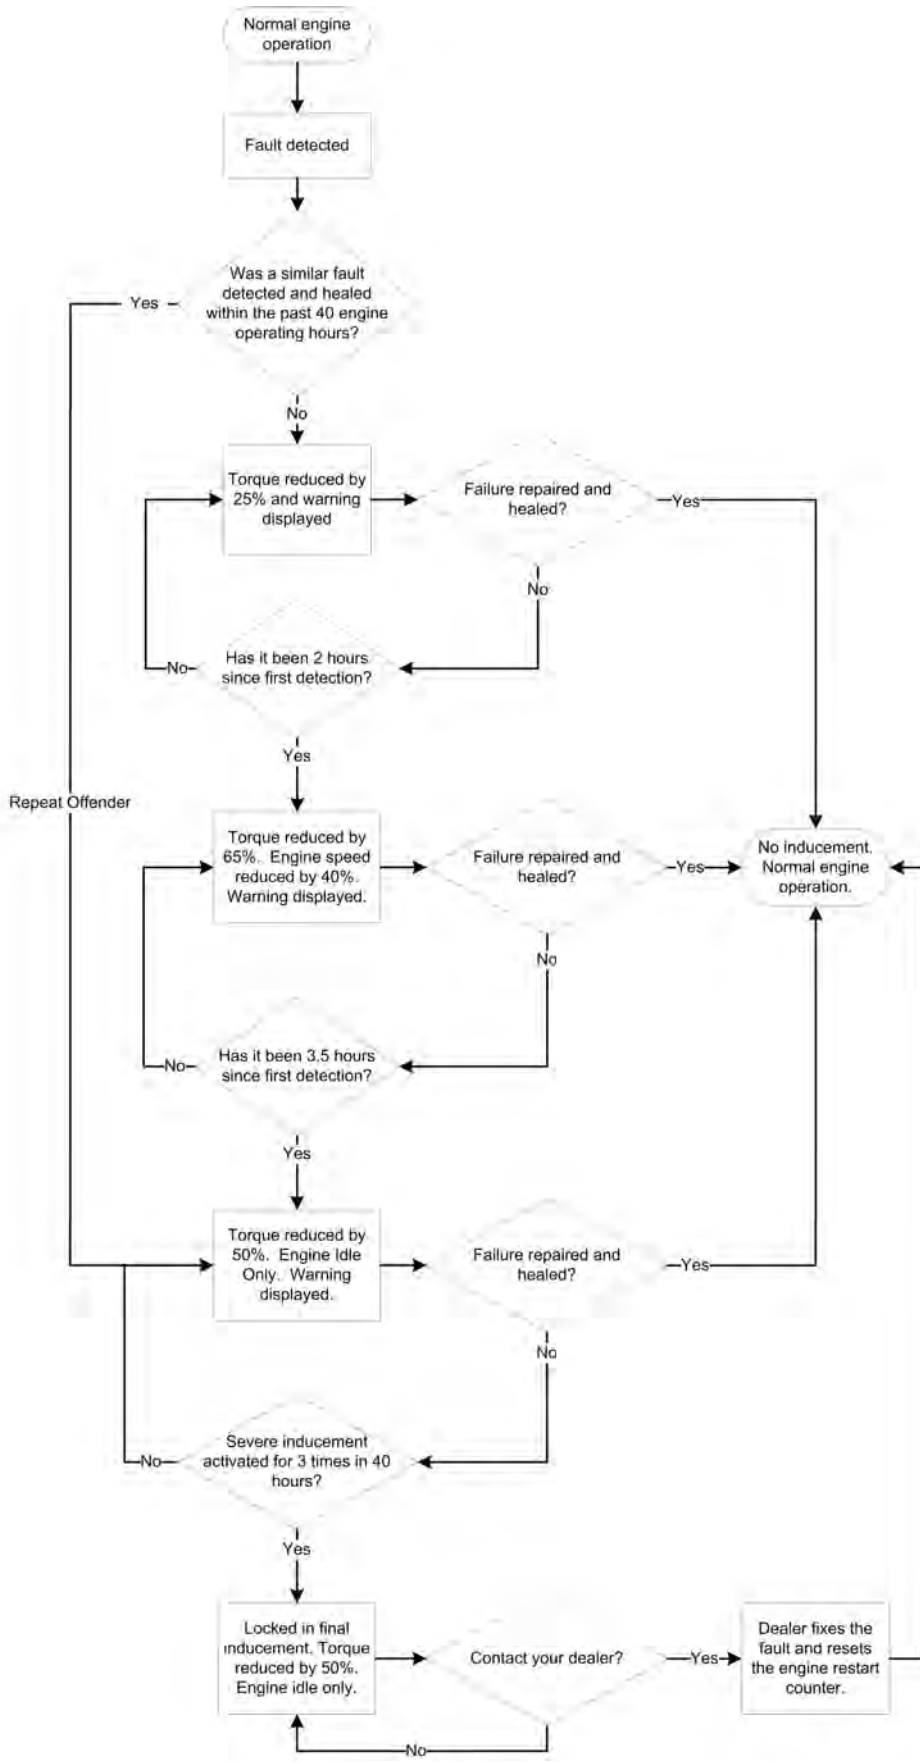 Normal engine
operation
Fault detected
Was a similar fault
detected and healed
within the past 40 engine
operating hours?
Yes
No
Torque reduced by
25% and warning
displayed
Failure repaired and
healed?
Yes
No
Has it been 2 hours
since first detection?
No
Yes
Repeat Offender
Torque reduced by
65%. Engine speed
reduced by 40%.
Warning displayed.
Failure repaired and
healed?
Yes
No inducement.
Normal engine
operation.
No
Has it been 3.5 hours
since first detection?
No
Yes
Torque reduced by
50%. Engine Idle
Only. Warning
displayed.
Failure repaired and
healed?
Yes
No
Severe inducement
activated for 3 times in 40
hours?
No
Yes
Locked in final
inducement. Torque
reduced by 50%.
Engine idle only.
Contact your dealer?
Yes
Dealer fixes the
fault and resets
the engine restart
counter.
No